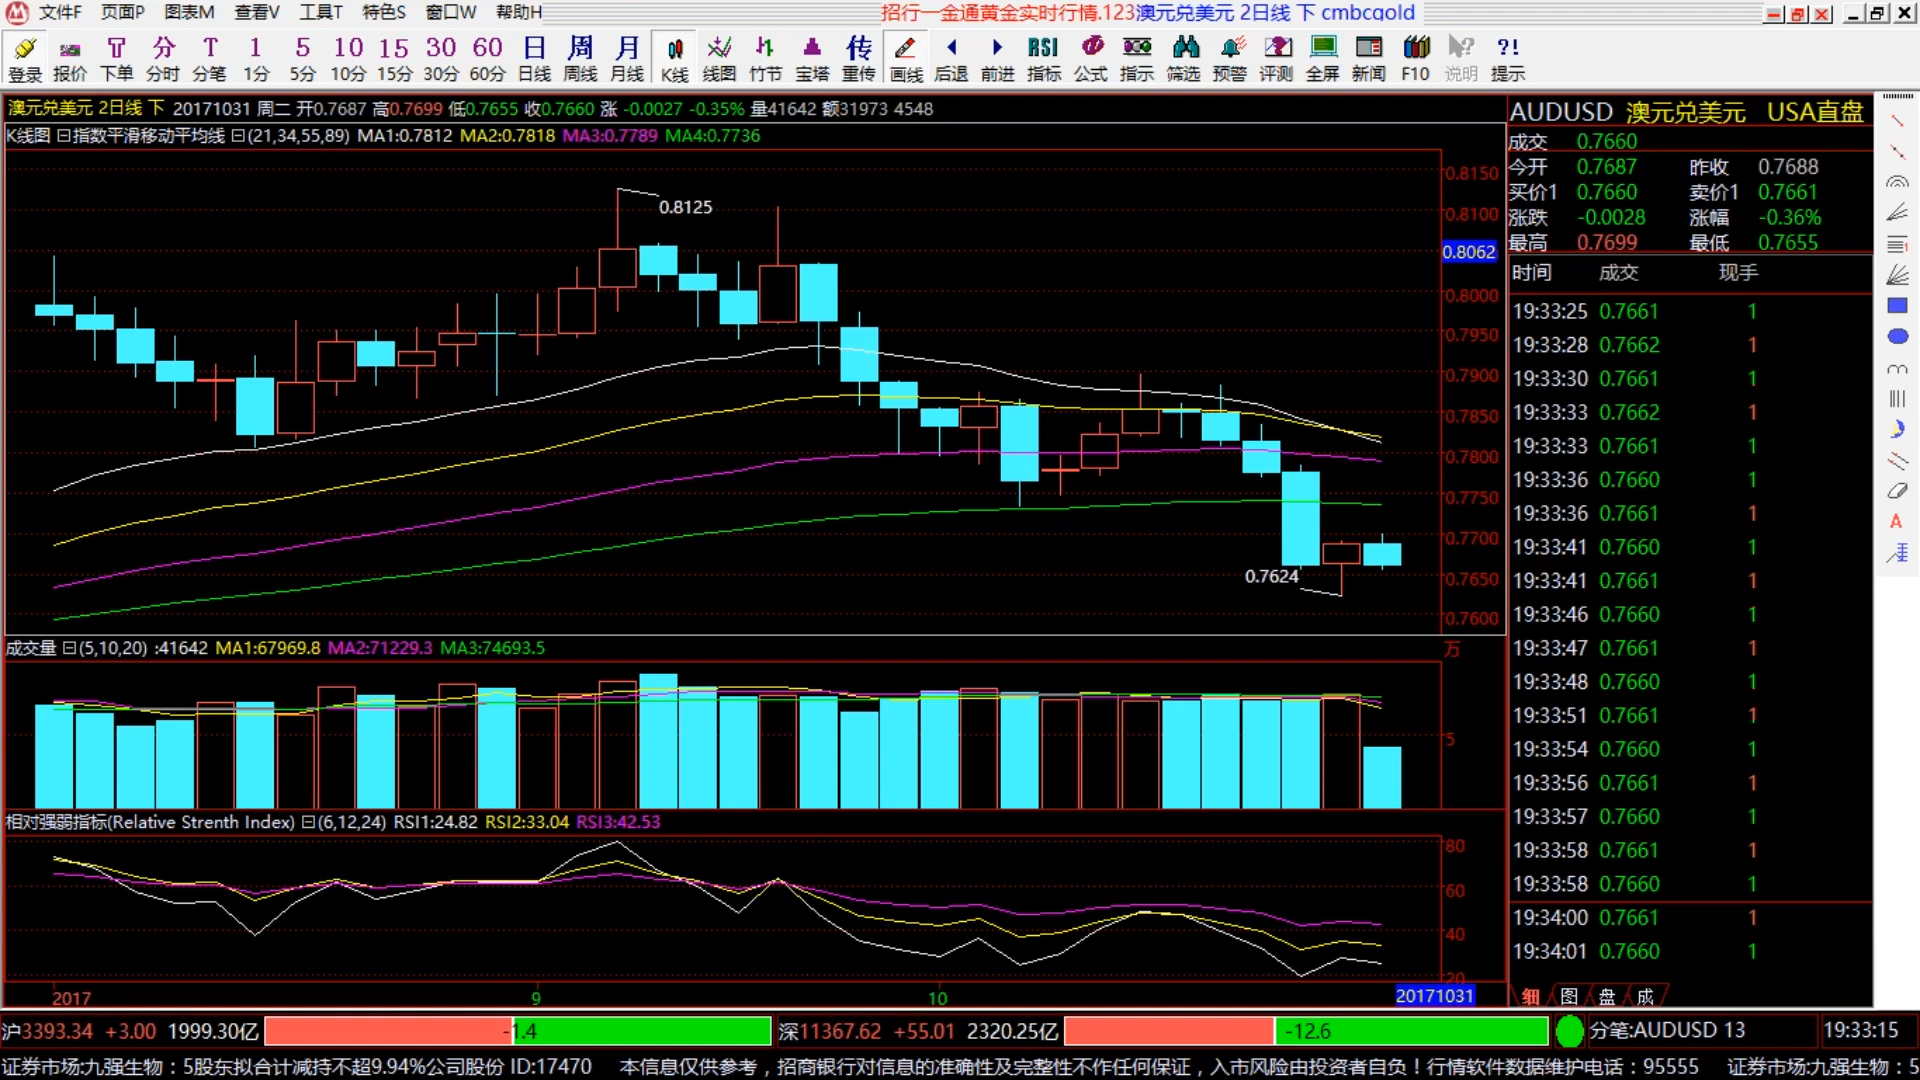 文件F 页面P 图表M 查看V 工具T 特色S 窗口W 帮助H 招行一金通黄金实时行情.123澳元兑美元 2日线 下 cmbcgold
T 分 T 1 5 10 15 30 60 日 周 月 传 RSI ?!
登录 报价 下单 分时 分笔 1分 5分 10分 15分 30分 60分 日线 周线 月线 K线 线图 竹节 宝塔 重传 画线 后退 前进 指标 公式 指示 筛选 预警 评测 全屏 新闻 F10 说明 提示
澳元兑美元 2日线 下 20171031 周二 开0.7687 高0.7699 低0.7655 收0.7660 涨 -0.0027 -0.35% 量41642 额31973 4548
K线图 指数平滑移动平均线 (21,34,55,89) MA1:0.7812 MA2:0.7818 MA3:0.7789 MA4:0.7736
0.8150
0.8125
0.8100
0.8062
0.8000
0.7950
0.7900
0.7850
0.7800
0.7750
0.7700
0.7650
0.7624
0.7600
成交量 (5,10,20) :41642 MA1:67969.8 MA2:71229.3 MA3:74693.5 万
5
相对强弱指标(Relative Strenth Index) (6,12,24) RSI1:24.82 RSI2:33.04 RSI3:42.53
80
60
40
20
2017 9 10 20171031
AUDUSD 澳元兑美元 USA直盘
成交 0.7660
今开 0.7687 昨收 0.7688
买价1 0.7660 卖价1 0.7661
涨跌 -0.0028 涨幅 -0.36%
最高 0.7699 最低 0.7655
时间 成交 现手
19:33:25 0.7661 1
19:33:28 0.7662 1
19:33:30 0.7661 1
19:33:33 0.7662 1
19:33:33 0.7661 1
19:33:36 0.7660 1
19:33:36 0.7661 1
19:33:41 0.7660 1
19:33:41 0.7661 1
19:33:46 0.7660 1
19:33:47 0.7661 1
19:33:48 0.7660 1
19:33:51 0.7661 1
19:33:54 0.7660 1
19:33:56 0.7661 1
19:33:57 0.7660 1
19:33:58 0.7661 1
19:33:58 0.7660 1
19:34:00 0.7661 1
19:34:01 0.7660 1
细 图 盘 成
A
沪3393.34 +3.00 1999.30亿 -1.4 深11367.62 +55.01 2320.25亿 -12.6 分笔:AUDUSD 13 19:33:15
证券市场:九强生物：5股东拟合计减持不超9.94%公司股份 ID:17470 本信息仅供参考，招商银行对信息的准确性及完整性不作任何保证，入市风险由投资者自负！行情软件数据维护电话：95555 证券市场:九强生物：5